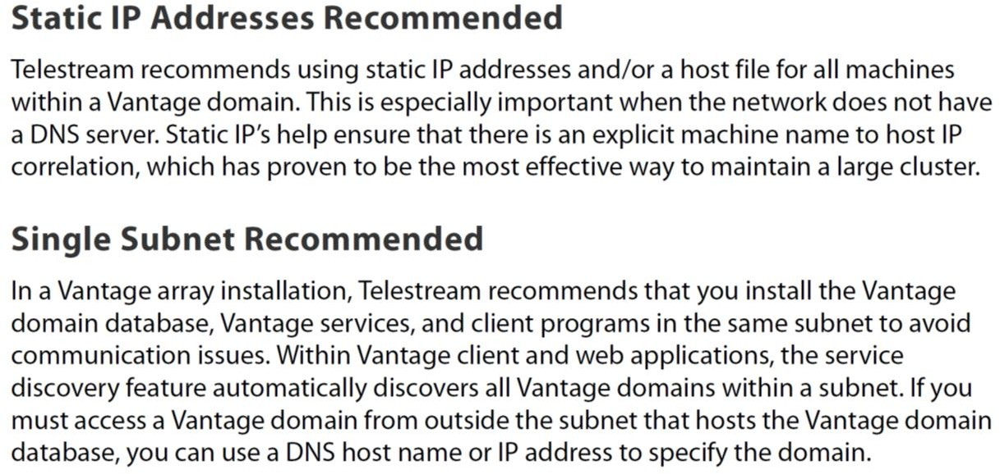 Static IP Addresses Recommended
Telestream recommends using static IP addresses and/or a host file for all machines
within a Vantage domain. This is especially important when the network does not have
a DNS server. Static IP’s help ensure that there is an explicit machine name to host IP
correlation, which has proven to be the most effective way to maintain a large cluster.
Single Subnet Recommended
In a Vantage array installation, Telestream recommends that you install the Vantage
domain database, Vantage services, and client programs in the same subnet to avoid
communication issues. Within Vantage client and web applications, the service
discovery feature automatically discovers all Vantage domains within a subnet. If you
must access a Vantage domain from outside the subnet that hosts the Vantage domain
database, you can use a DNS host name or IP address to specify the domain.